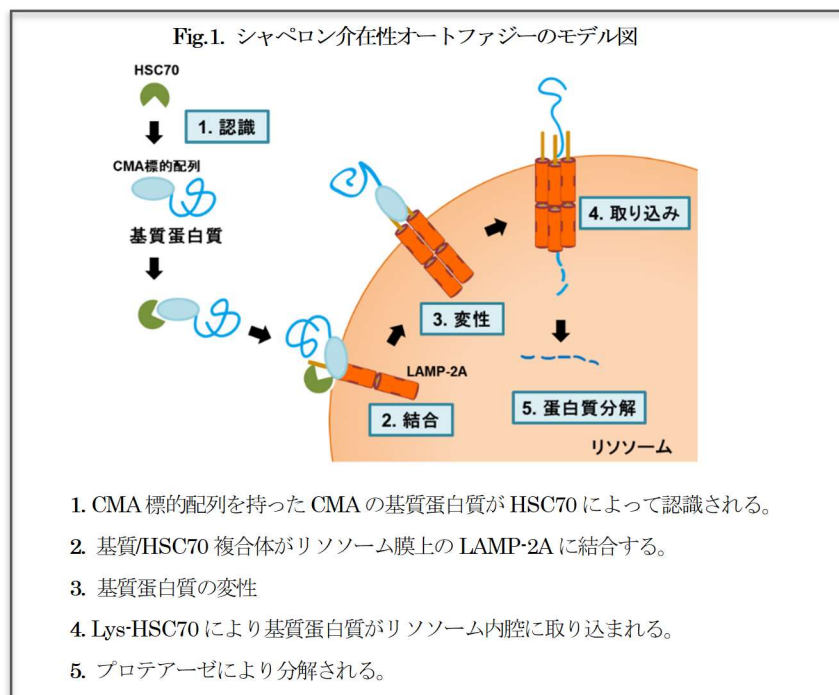 Fig.1. シャペロン介在性オートファジーのモデル図
HSC70
1. 認識
CMA標的配列
基質蛋白質
4. 取り込み
3. 変性
LAMP-2A
2. 結合
5. 蛋白質分解
リソソーム
1. CMA 標的配列を持った CMA の基質蛋白質が HSC70 によって認識される。
2. 基質/HSC70 複合体がリソソーム膜上の LAMP-2A に結合する。
3. 基質蛋白質の変性
4. Lys-HSC70 により基質蛋白質がリソソーム内腔に取り込まれる。
5. プロテアーゼにより分解される。